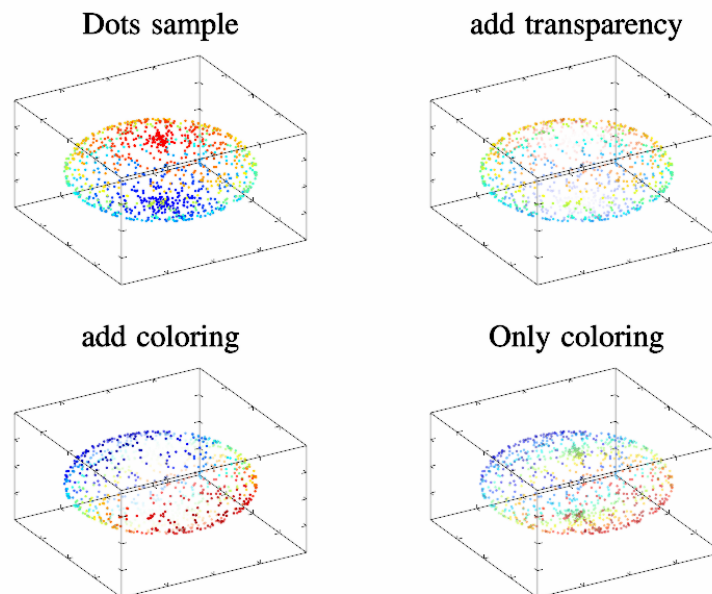 Dots sample
add transparency
add coloring
Only coloring